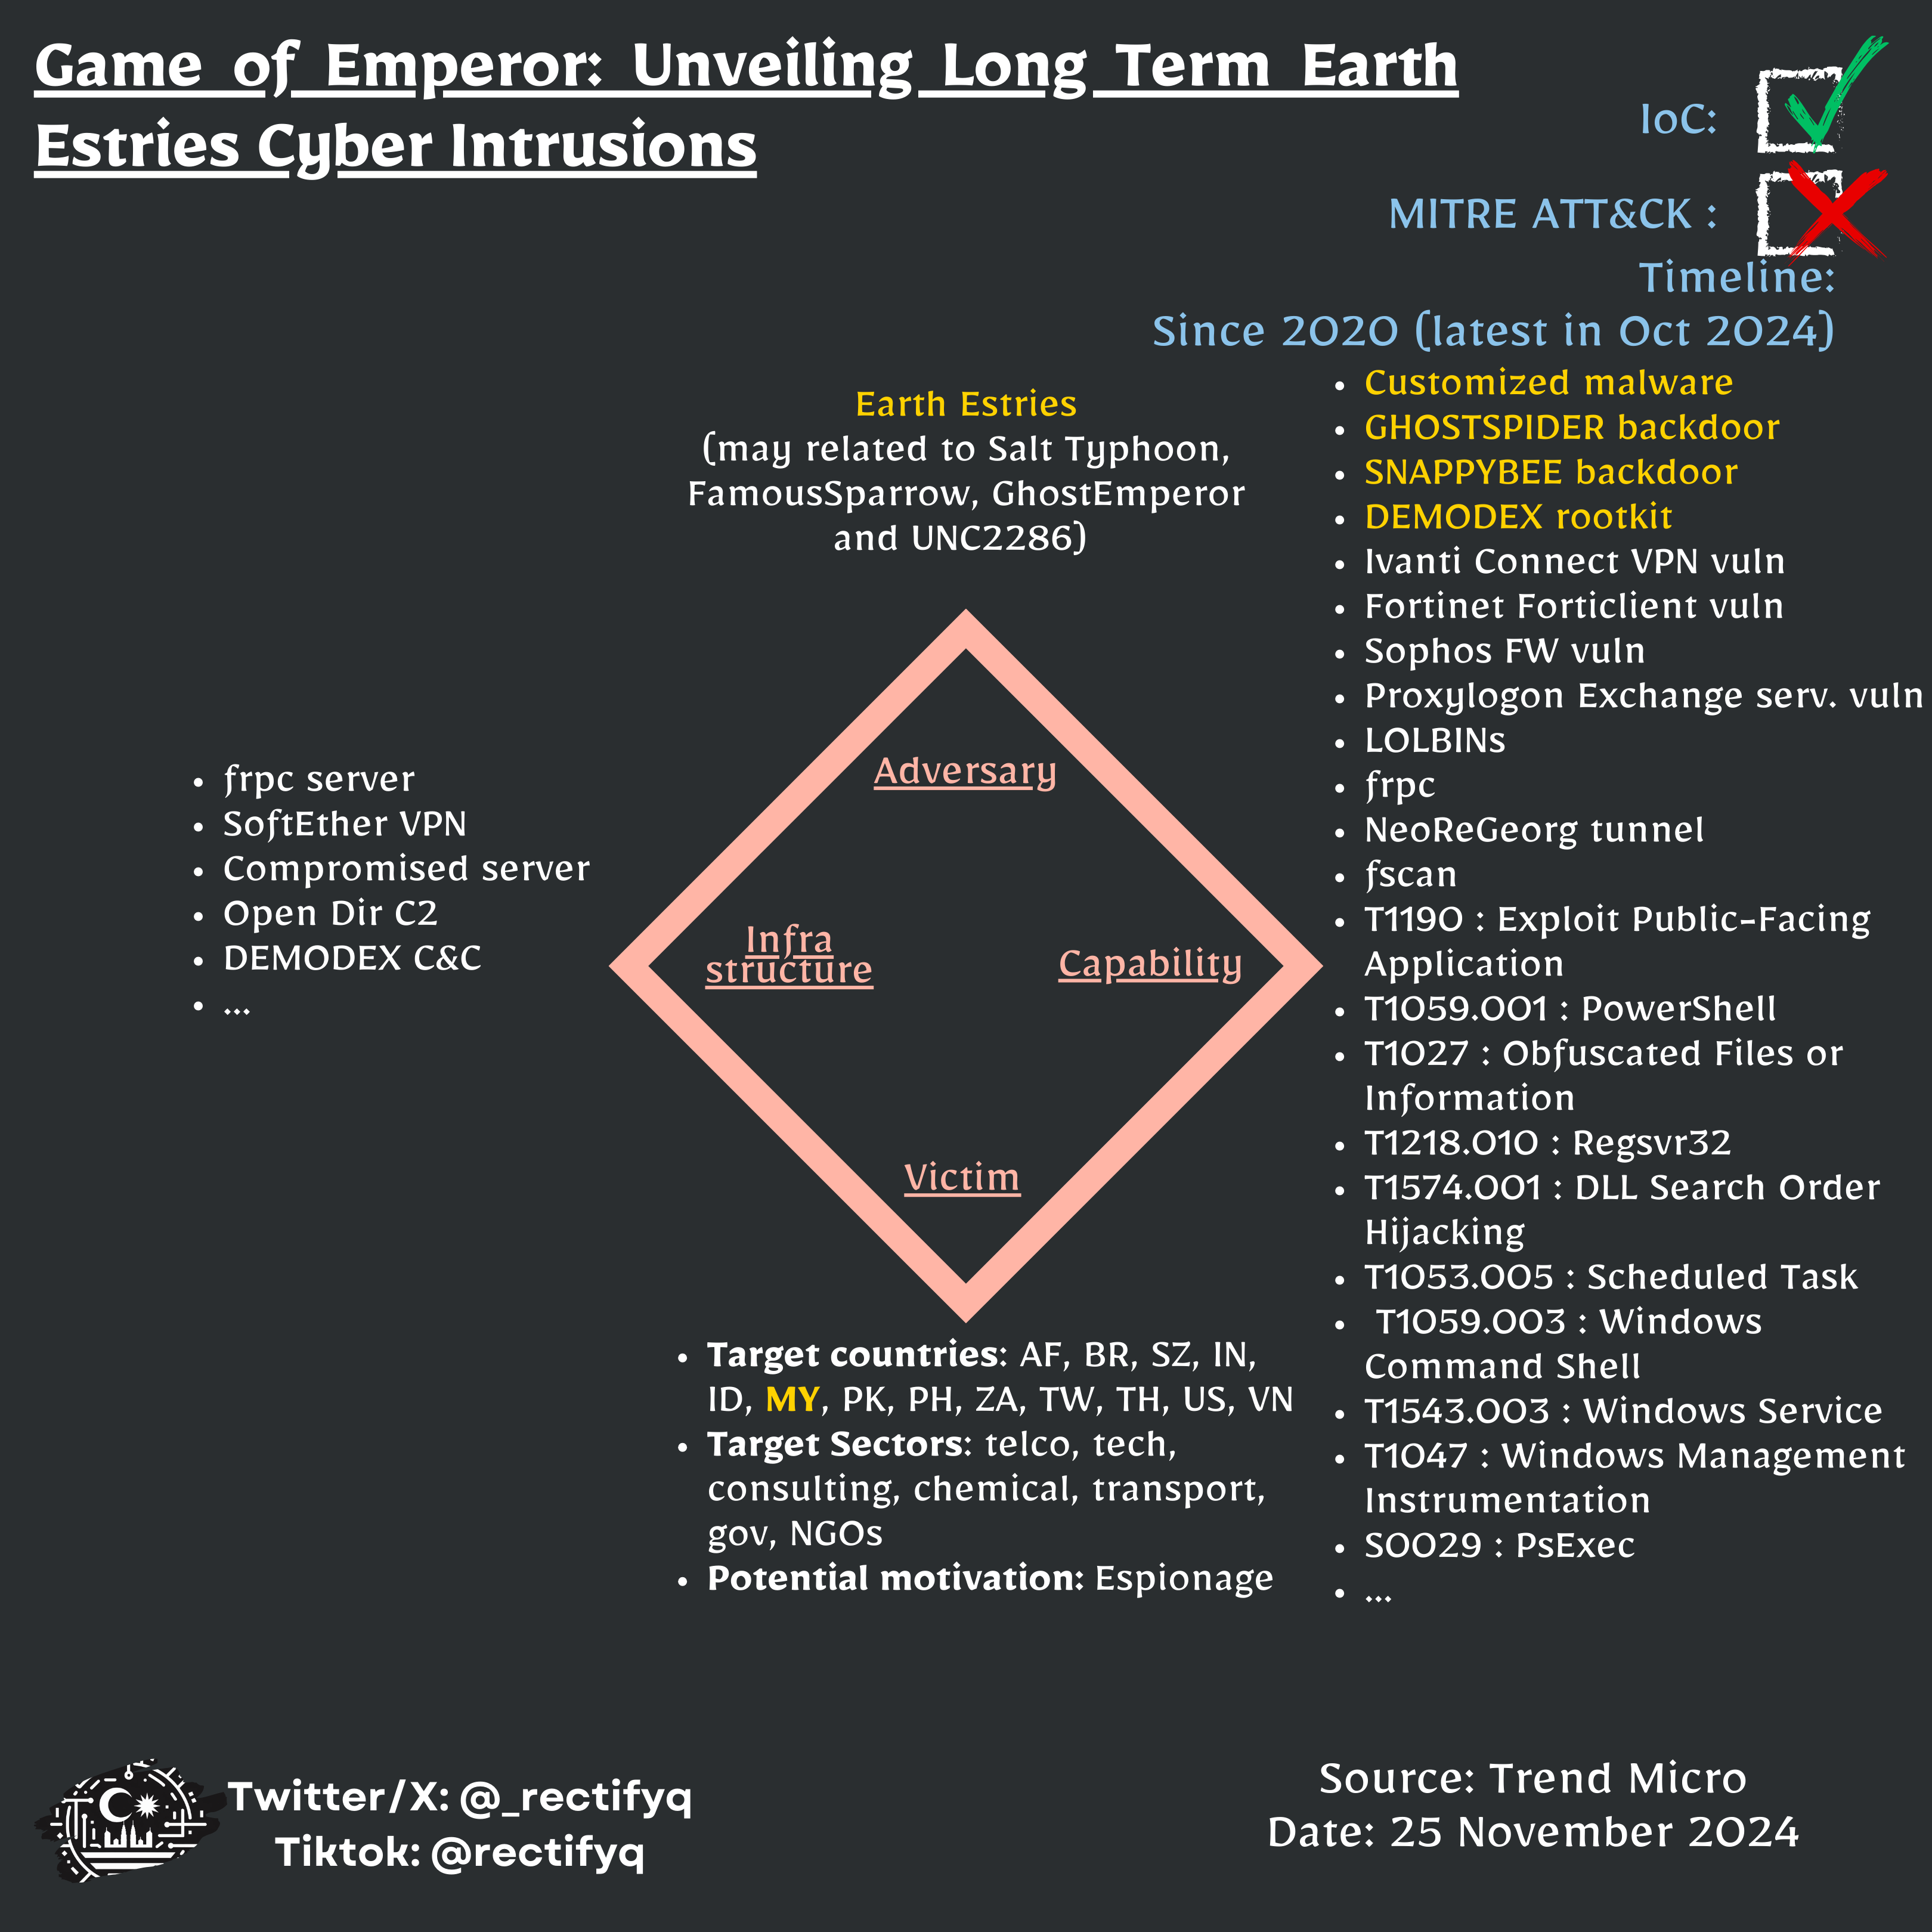 Game of Emperor: Unveiling Long Term Earth
Estries Cyber Intrusions
IoC:
MITRE ATT&CK :
Timeline:
Since 2020 (latest in Oct 2024)
Earth Estries
(may related to Salt Typhoon,
FamousSparrow, GhostEmperor
and UNC2286)
• Customized malware
• GHOSTSPIDER backdoor
• SNAPPYBEE backdoor
• DEMODEX rootkit
• Ivanti Connect VPN vuln
• Fortinet Forticlient vuln
• Sophos FW vuln
• Proxylogon Exchange serv. vuln
• LOLBINs
• frpc
• NeoReGeorg tunnel
• fscan
• T1190 : Exploit Public-Facing
Application
• T1059.001 : PowerShell
• T1027 : Obfuscated Files or
Information
• T1218.010 : Regsvr32
• T1574.001 : DLL Search Order
Hijacking
• T1053.005 : Scheduled Task
• T1059.003 : Windows
Command Shell
• T1543.003 : Windows Service
• T1047 : Windows Management
Instrumentation
• S0029 : PsExec
• ...
• frpc server
• SoftEther VPN
• Compromised server
• Open Dir C2
• DEMODEX C&C
• ...
Adversary
Infra
structure
Capability
Victim
• Target countries: AF, BR, SZ, IN,
ID, MY, PK, PH, ZA, TW, TH, US, VN
• Target Sectors: telco, tech,
consulting, chemical, transport,
gov, NGOs
• Potential motivation: Espionage
Twitter/X: @_rectifyq
Tiktok: @rectifyq
Source: Trend Micro
Date: 25 November 2024